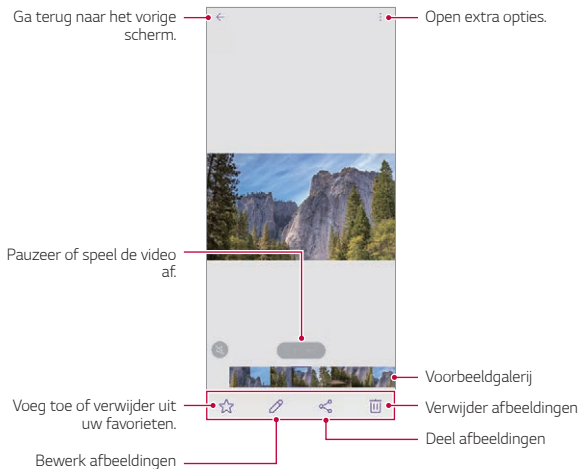 Ga terug naar het vorige
scherm.
Open extra opties.
Pauzeer of speel de video
af.
Voorbeeldgalerij
Voeg toe of verwijder uit
uw favorieten.
Verwijder afbeeldingen
Deel afbeeldingen
Bewerk afbeeldingen